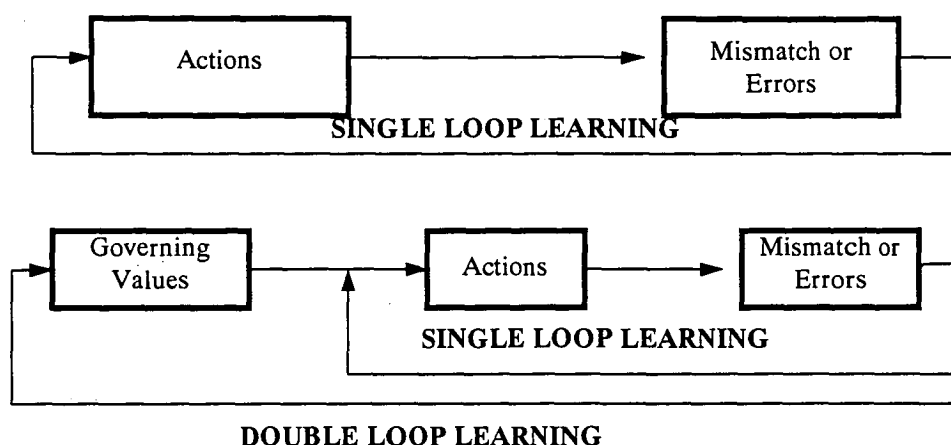 Actions
Mismatch or
Errors
SINGLE LOOP LEARNING
Governing
Values
Actions
Mismatch or
Errors
SINGLE LOOP LEARNING
DOUBLE LOOP LEARNING